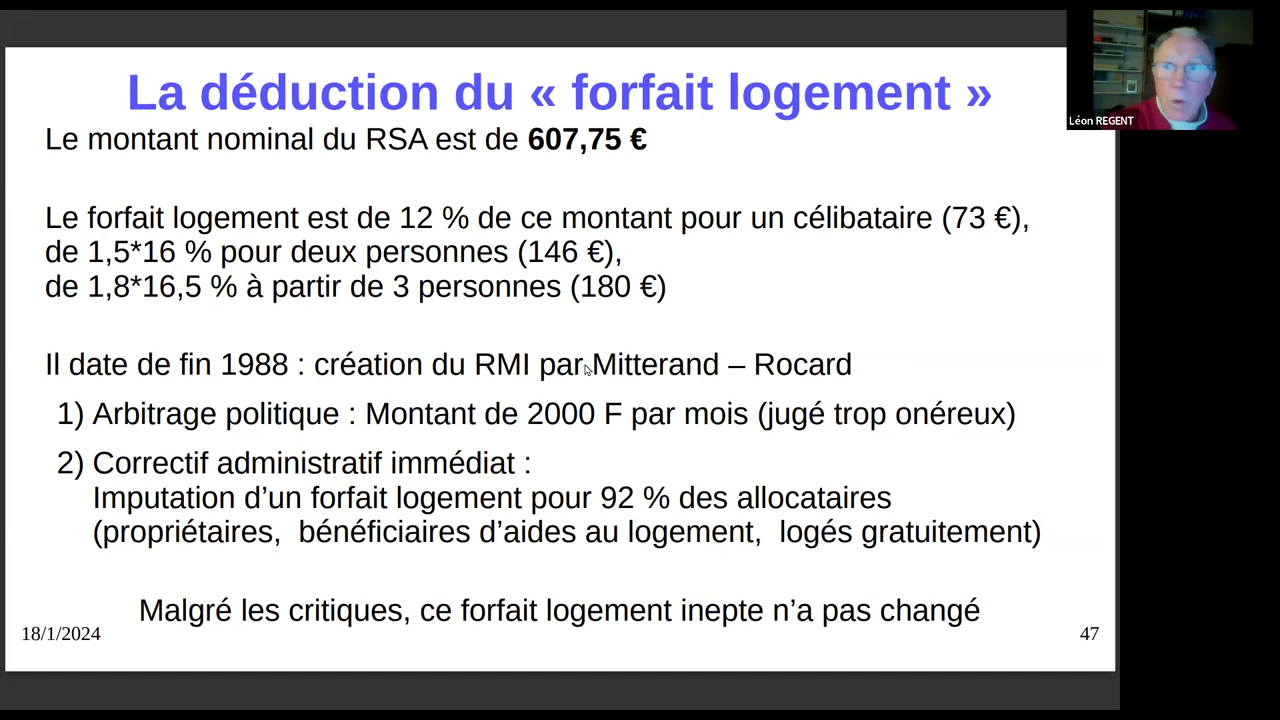 La déduction du « forfait logement »
Léon REGENT
Le montant nominal du RSA est de 607,75 €
Le forfait logement est de 12 % de ce montant pour un célibataire (73 €),
de 1,5*16 % pour deux personnes (146 €),
de 1,8*16,5 % à partir de 3 personnes (180 €)
Il date de fin 1988 : création du RMI par Mitterand – Rocard
1) Arbitrage politique : Montant de 2000 F par mois (jugé trop onéreux)
2) Correctif administratif immédiat :
Imputation d’un forfait logement pour 92 % des allocataires
(propriétaires, bénéficiaires d’aides au logement, logés gratuitement)
Malgré les critiques, ce forfait logement inepte n’a pas changé
18/1/2024
47